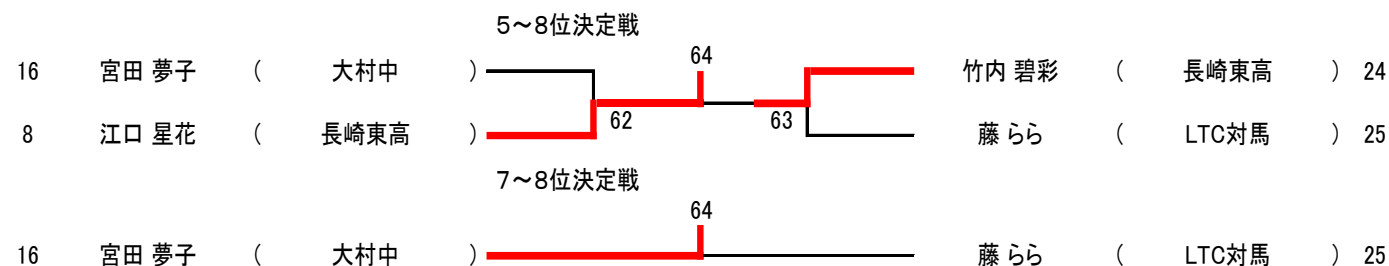 5～8位決定戦
64
16 宮田 夢子 ( 大村中 ) 竹内 碧彩 ( 長崎東高 ) 24
62 63
8 江口 星花 ( 長崎東高 ) 藤 らら ( LTC対馬 ) 25
7～8位決定戦
64
16 宮田 夢子 ( 大村中 ) 藤 らら ( LTC対馬 ) 25